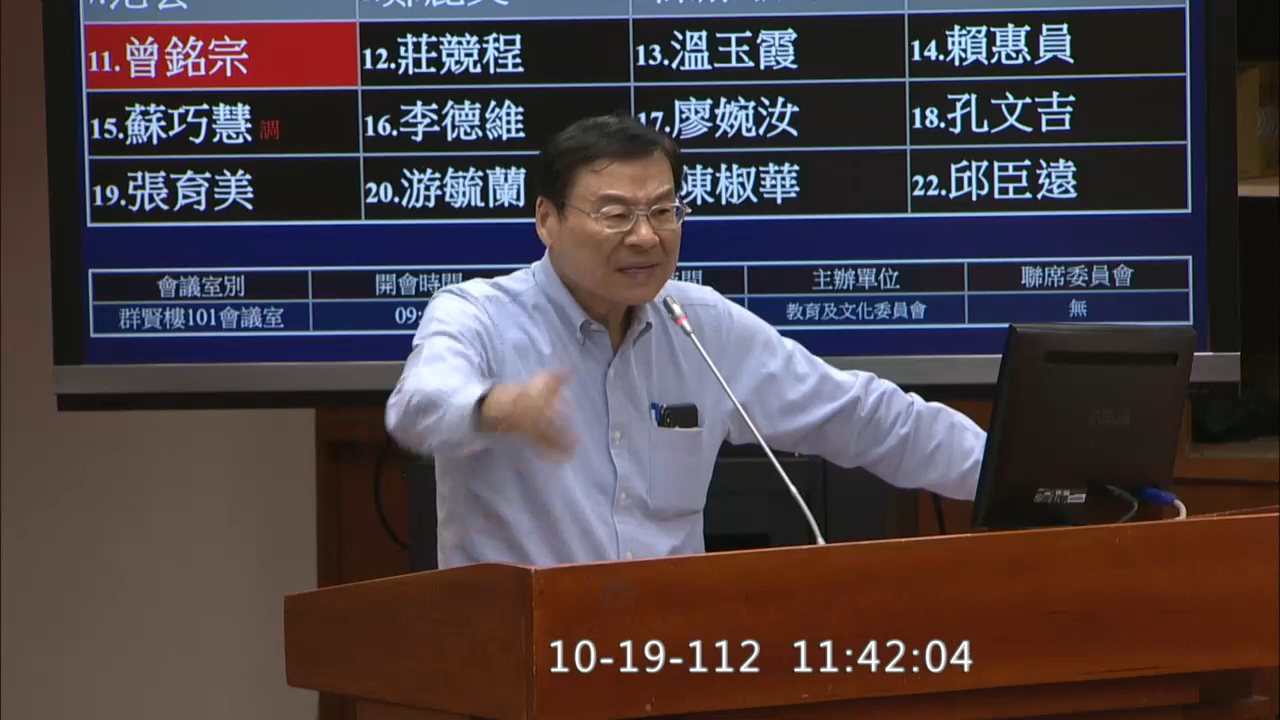 11.曾銘宗 12.莊競程 13.溫玉霞 14.賴惠員
15.蘇巧慧 調 16.李德維 17.廖婉汝 18.孔文吉
19.張育美 20.游毓蘭 陳椒華 22.邱臣遠
會議室別 開會時間 主辦單位 聯席委員會
群賢樓101會議室 09: 教育及文化委員會 無
10-19-112 11:42:04